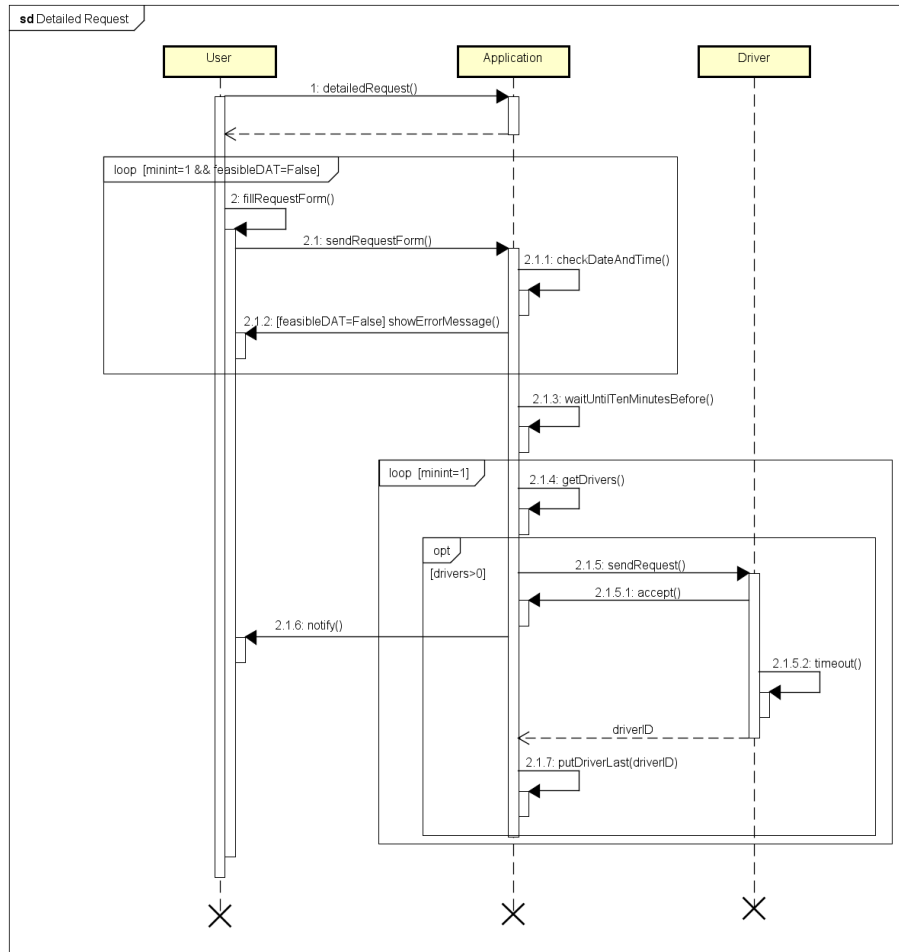 sd Detailed Request
User
Application
Driver
1: detailedRequest()
loop [minint=1 && feasibleDAT=False]
2: fillRequestForm()
2.1: sendRequestForm()
2.1.1: checkDateAndTime()
2.1.2: [feasibleDAT=False] showErrorMessage()
2.1.3: waitUntilTenMinutesBefore()
loop [minint=1]
2.1.4: getDrivers()
opt
[drivers>0]
2.1.5: sendRequest()
2.1.5.1: accept()
2.1.6: notify()
2.1.5.2: timeout()
driverID
2.1.7: putDriverLast(driverID)